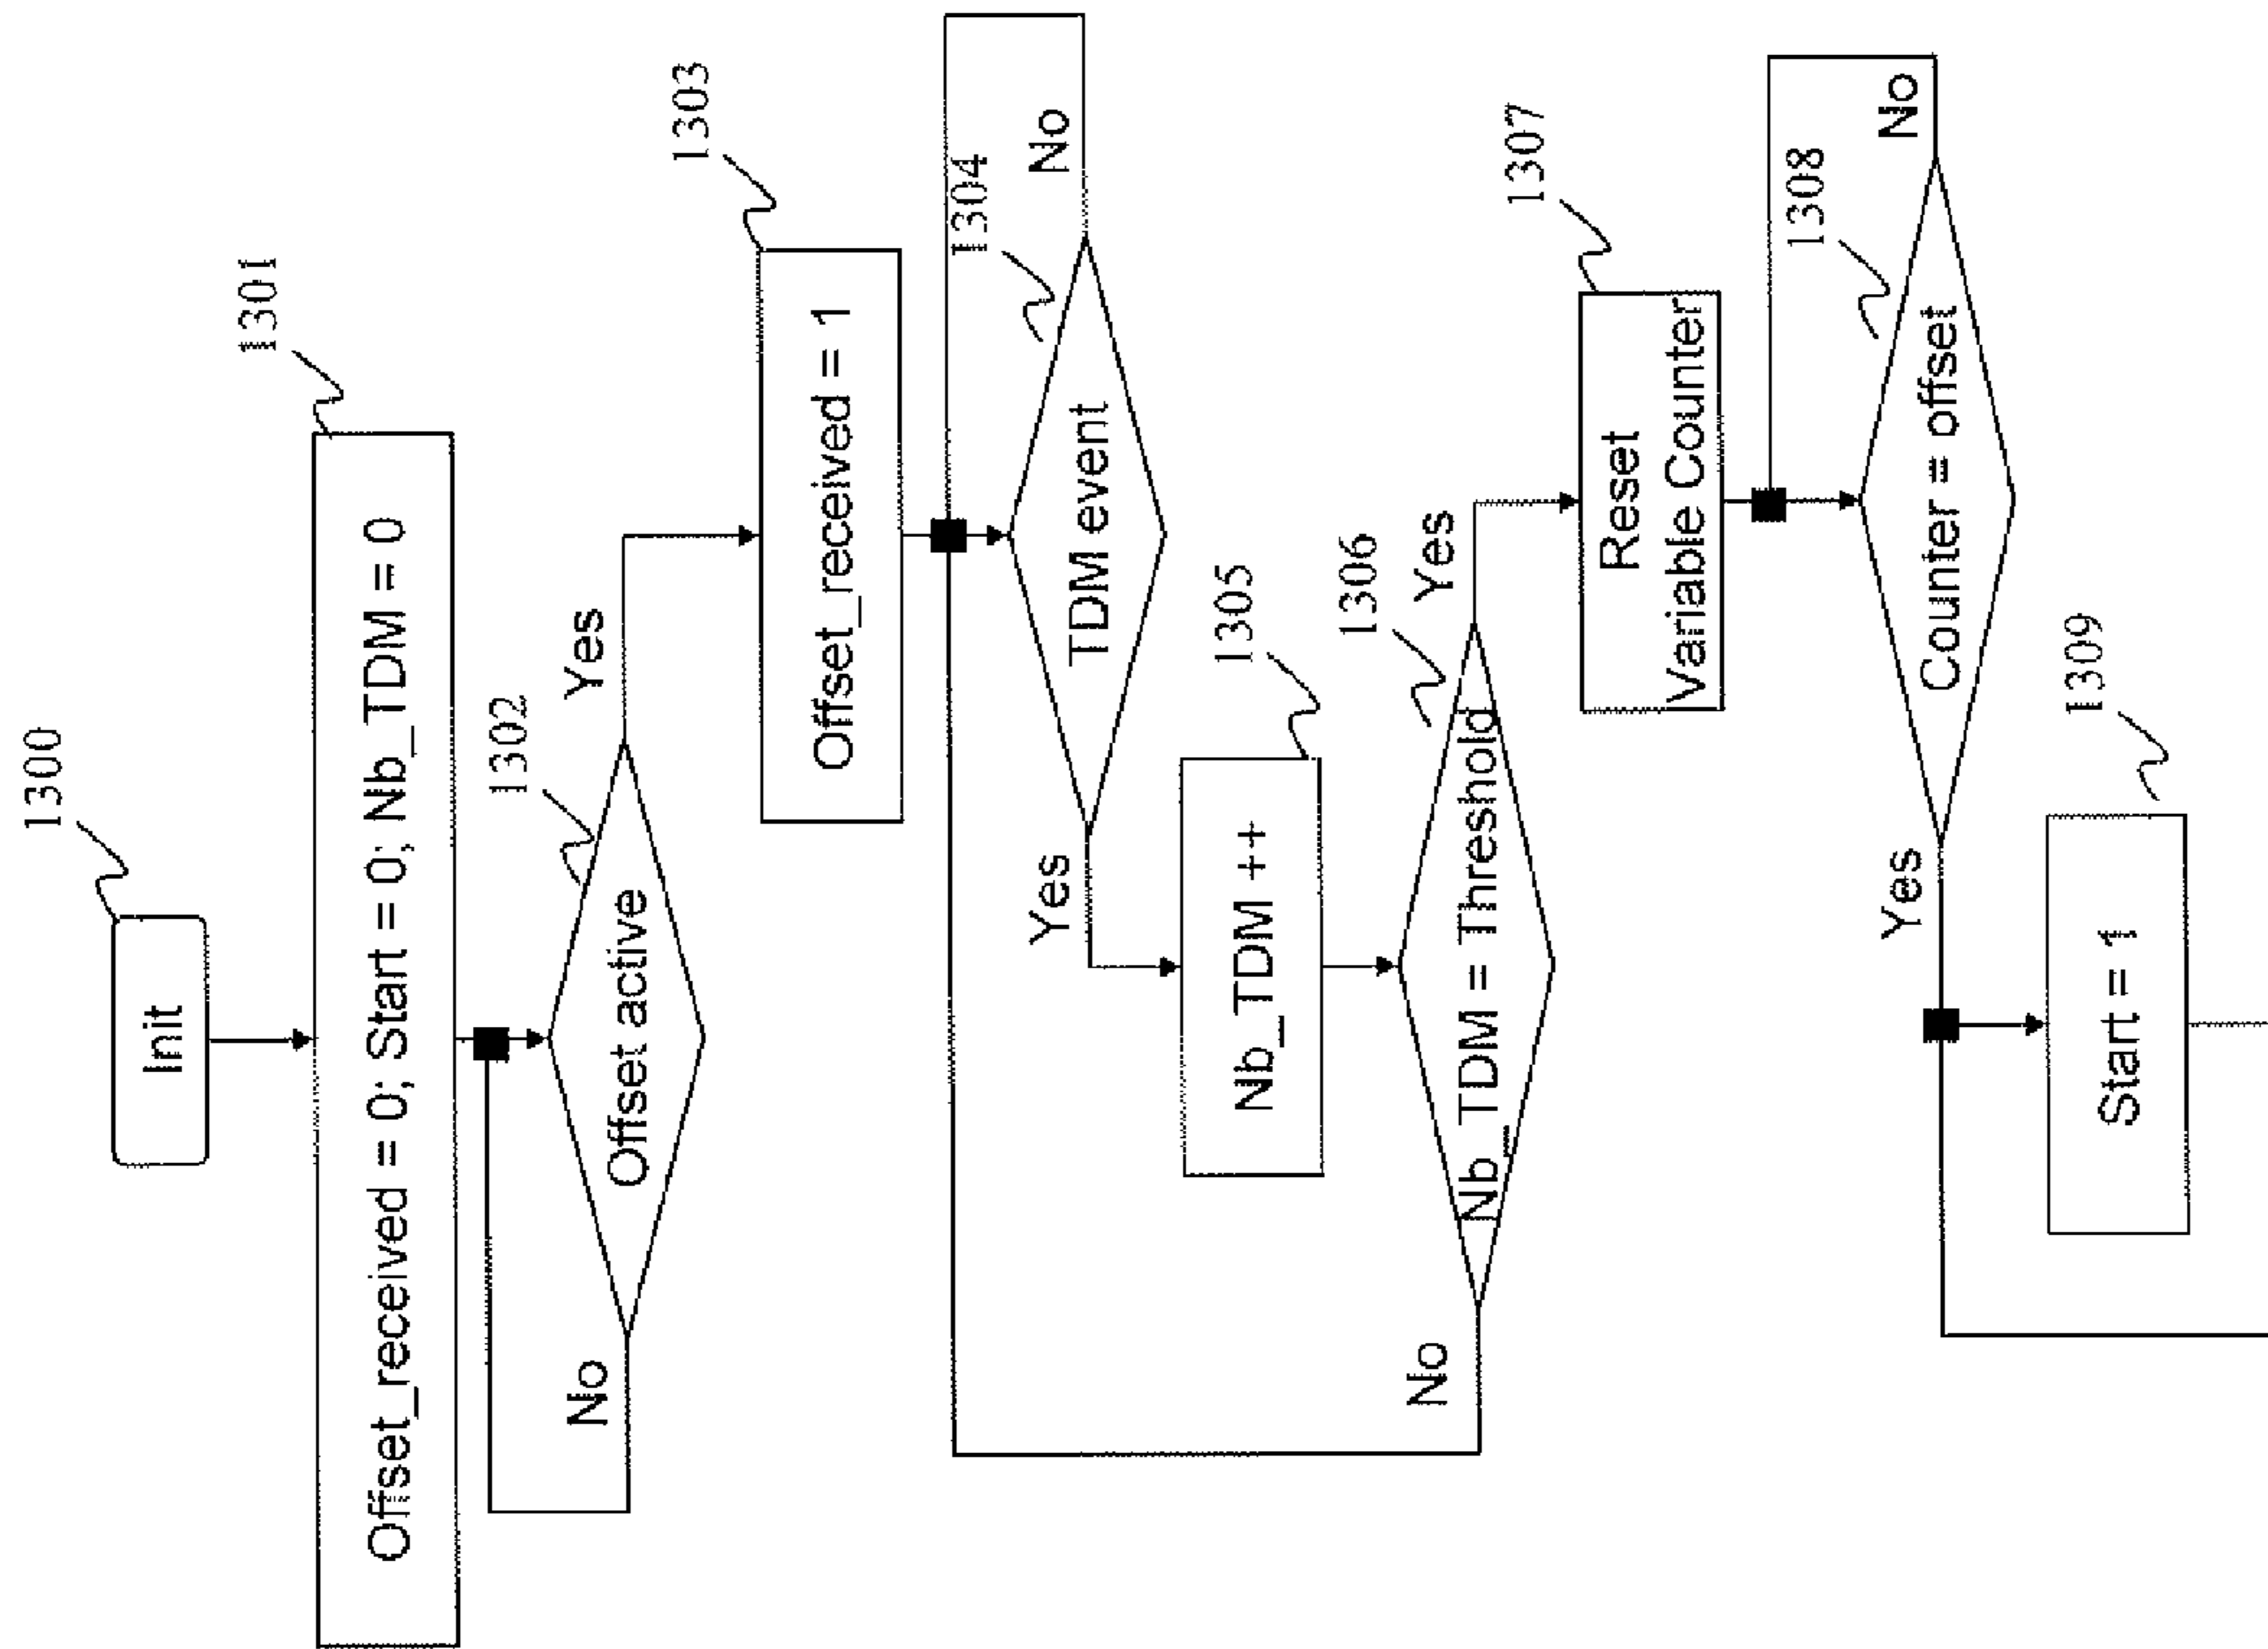 1300
Init
1301
Offset_received = 0; Start = 0; Nb_TDM = 0
1302
Offset active
No
Yes
1303
Offset_received = 1
1304
TDM event
No
Yes
1305
Nb_TDM ++
1306
Nb_TDM = Threshold
No
Yes
1307
Reset
Variable Counter
1308
Counter = offset
No
Yes
1309
Start = 1